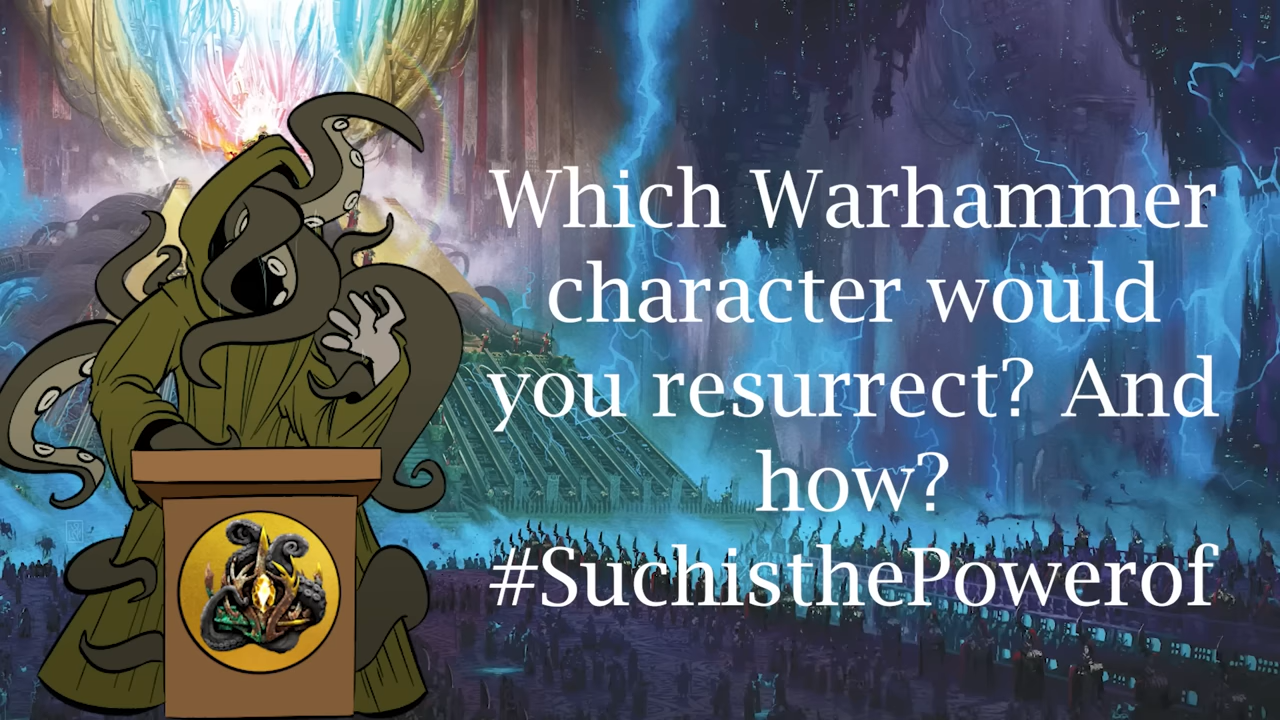 Which Warhammer
character would
you resurrect? And
how?
#SuchisthePowerof